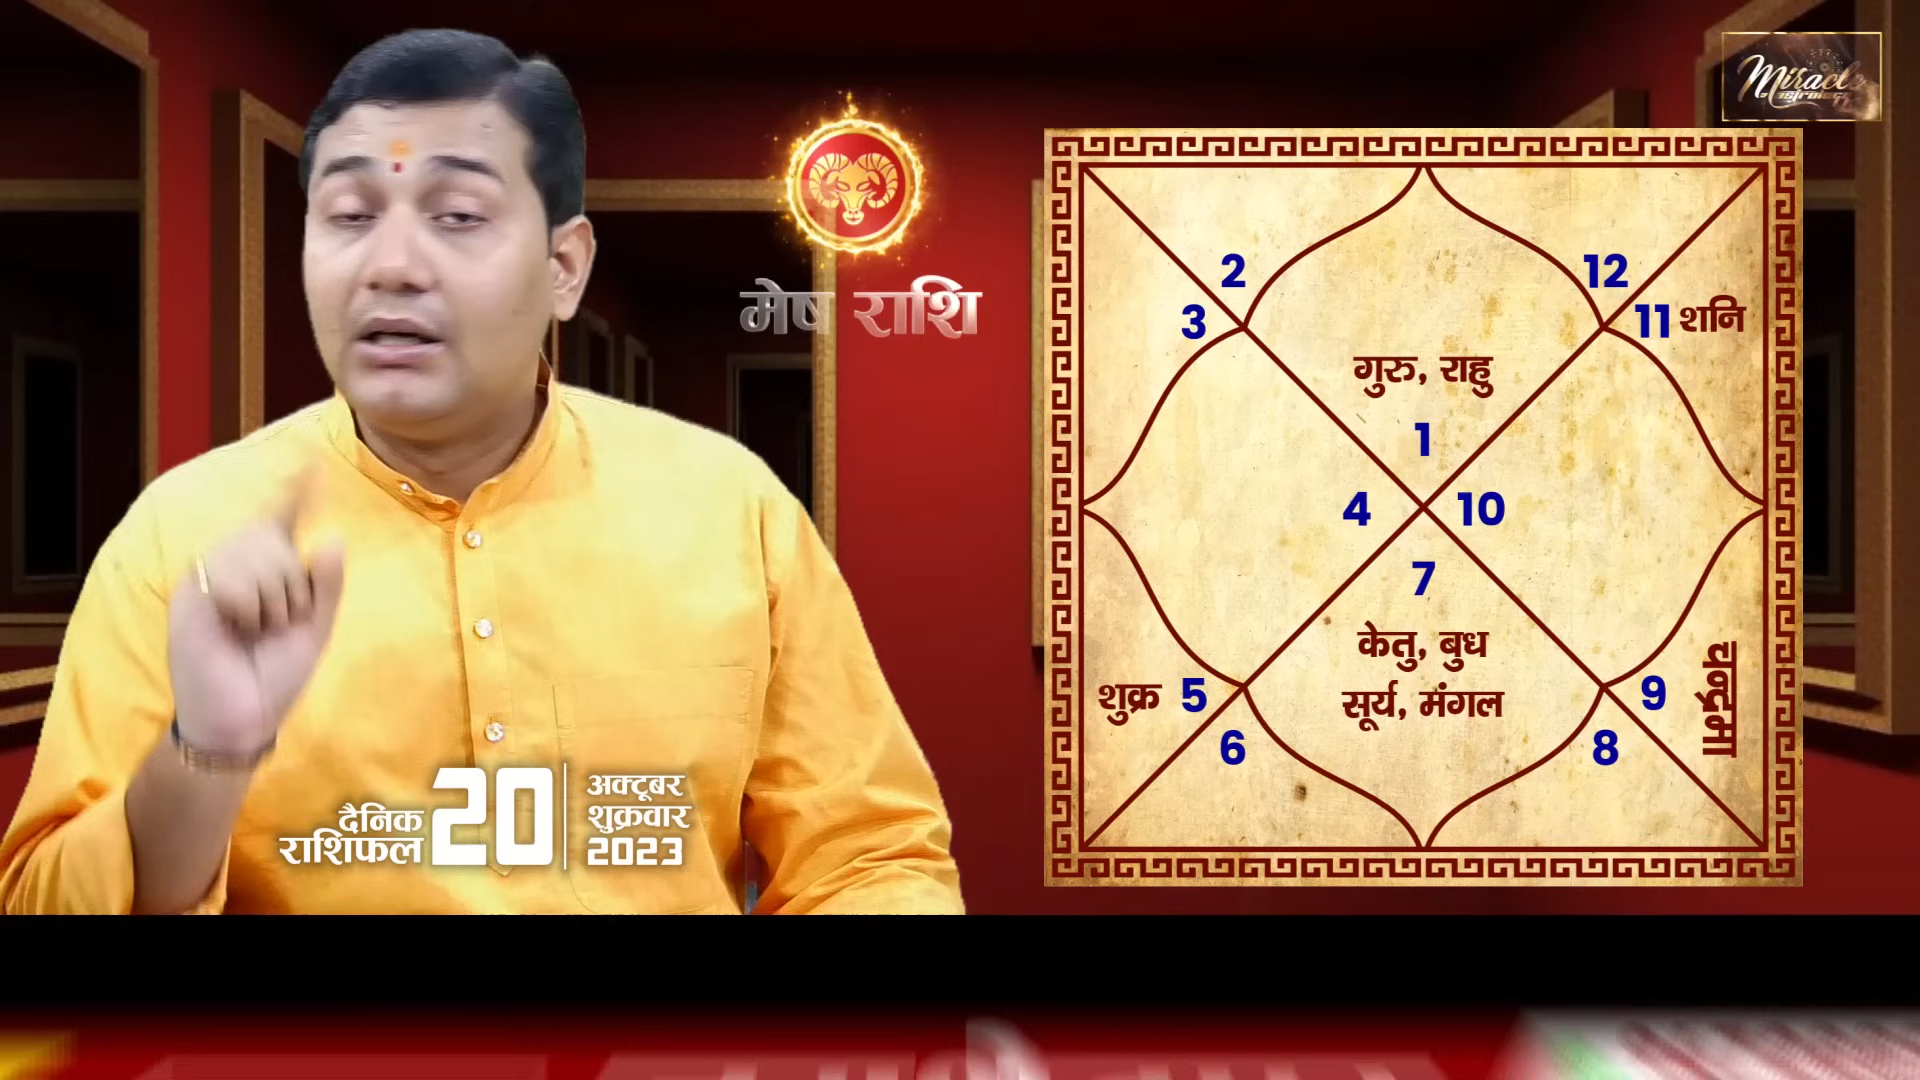 Miracle
मेष राशि
2
12
3
11 शनि
गुरु, राहु
1
4
10
7
केतु, बुध
सूर्य, मंगल
शुक्र 5
9
चन्द्रमा
6
8
दैनिक
राशिफल
20
अक्टूबर
शुक्रवार
2023